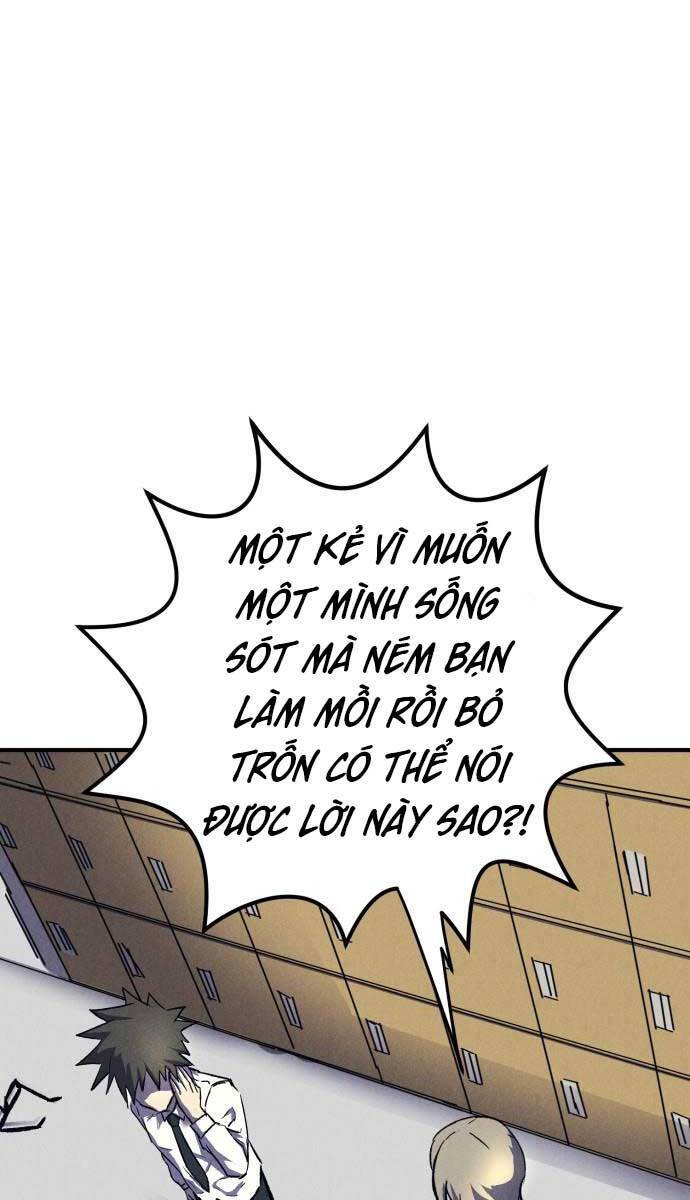 MỘT KẺ VÌ MUỐN
MỘT MÌNH SỐNG
SÓT MÀ NÉM BẠN
LÀM MỒI RỒI BỎ
TRỐN CÓ THỂ NÓI
ĐƯỢC LỜI NÀY SAO?!